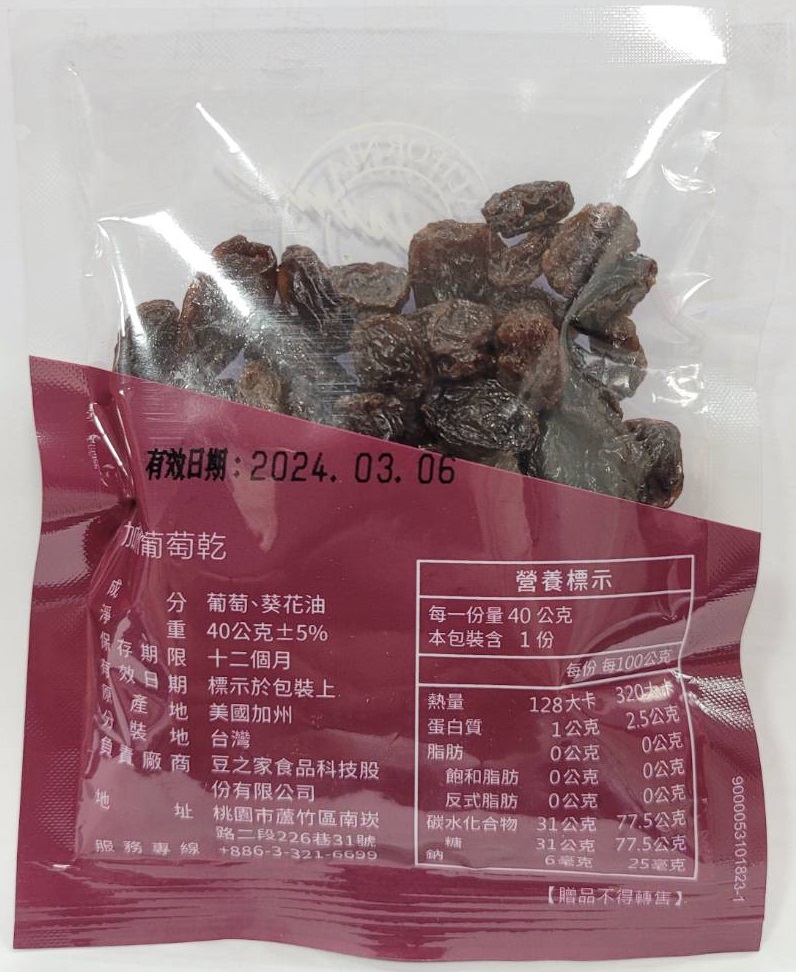 有效日期：2024. 03. 06
加州葡萄乾
成分 葡萄、葵花油
淨重 40公克±5%
保存期限 十二個月
有效日期 標示於包裝上
原產地 美國加州
分裝地 台灣
負責廠商 豆之家食品科技股
份有限公司
地址 桃園市蘆竹區南崁
路二段226巷31號
服務專線 +886-3-321-6699
營養標示
每一份量 40 公克
本包裝含 1 份
每份 每100公克
熱量 128大卡 320大卡
蛋白質 1公克 2.5公克
脂肪 0公克 0公克
飽和脂肪 0公克 0公克
反式脂肪 0公克 0公克
碳水化合物 31公克 77.5公克
糖 31公克 77.5公克
鈉 6毫克 25毫克
【贈品不得轉售】
9000053101823-1